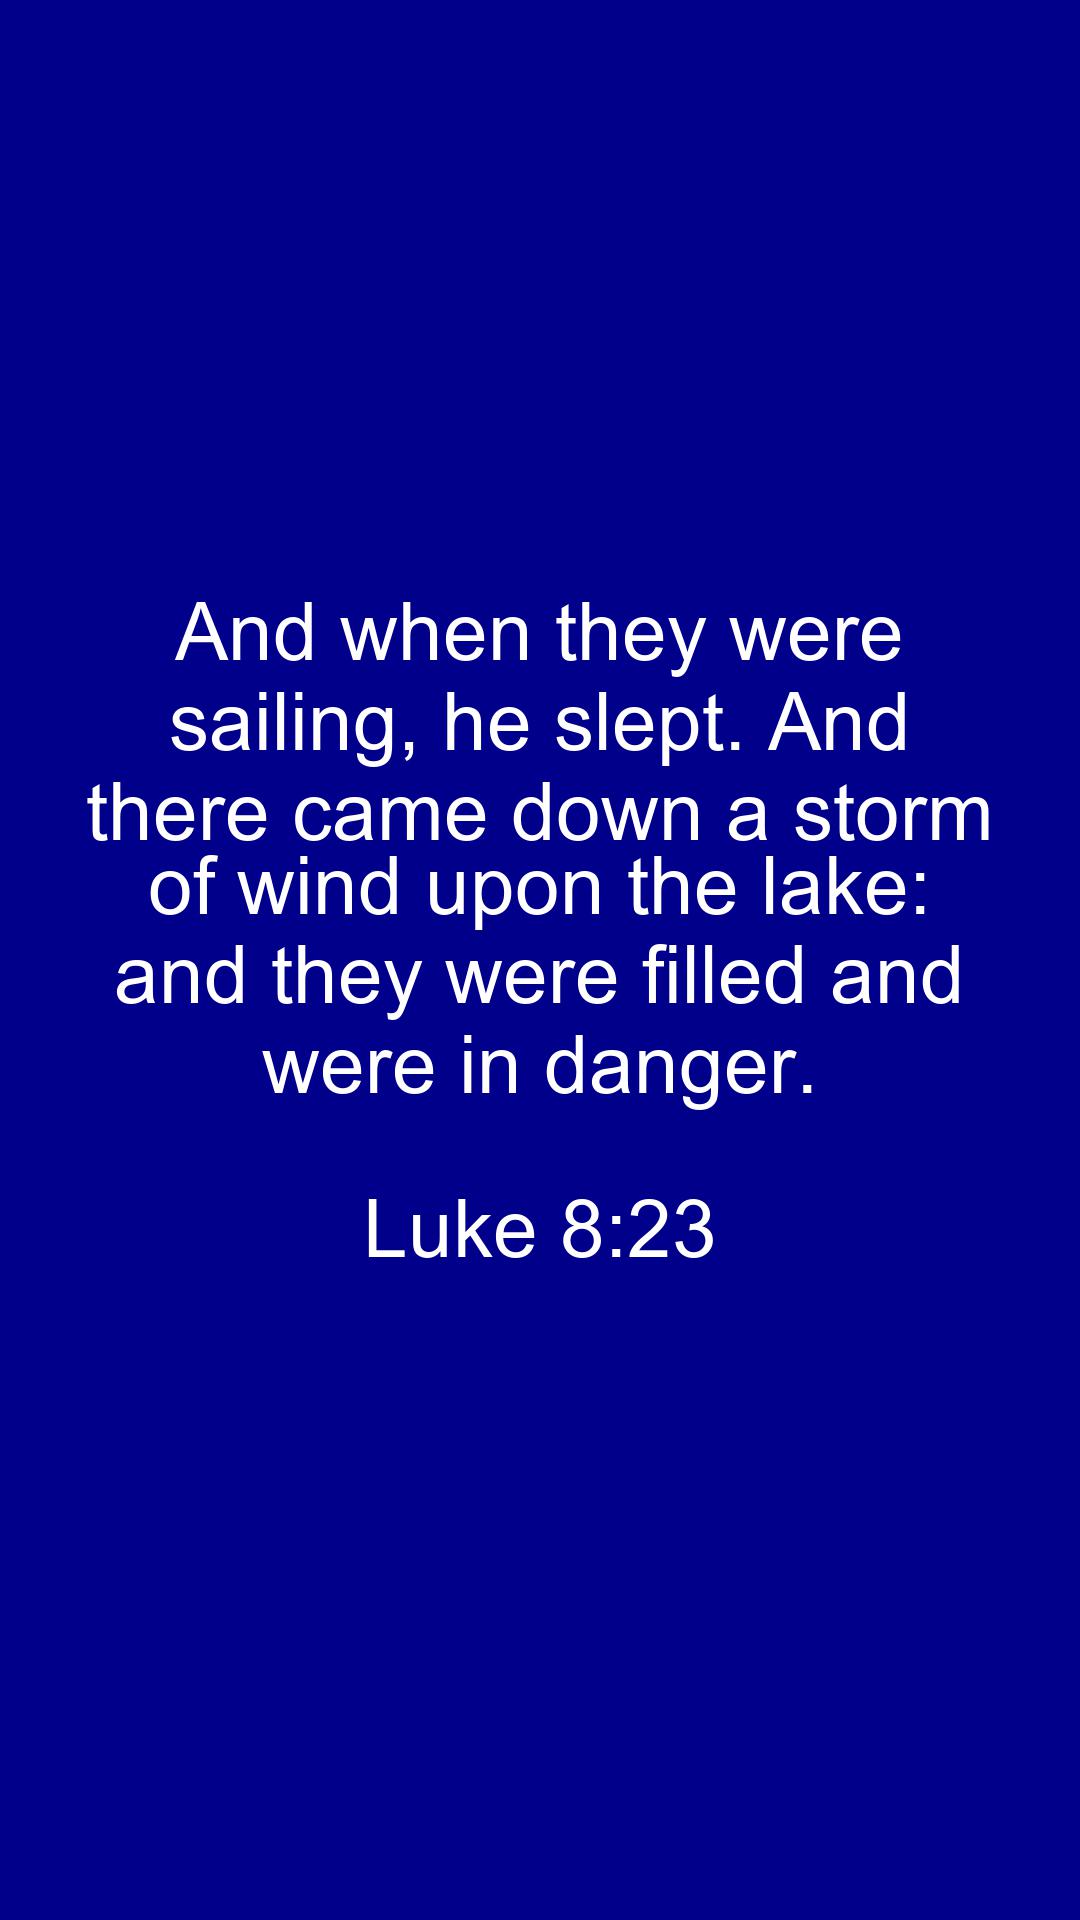 And when they were
sailing, he slept. And
there came down a storm
of wind upon the lake:
and they were filled and
were in danger.
Luke 8:23